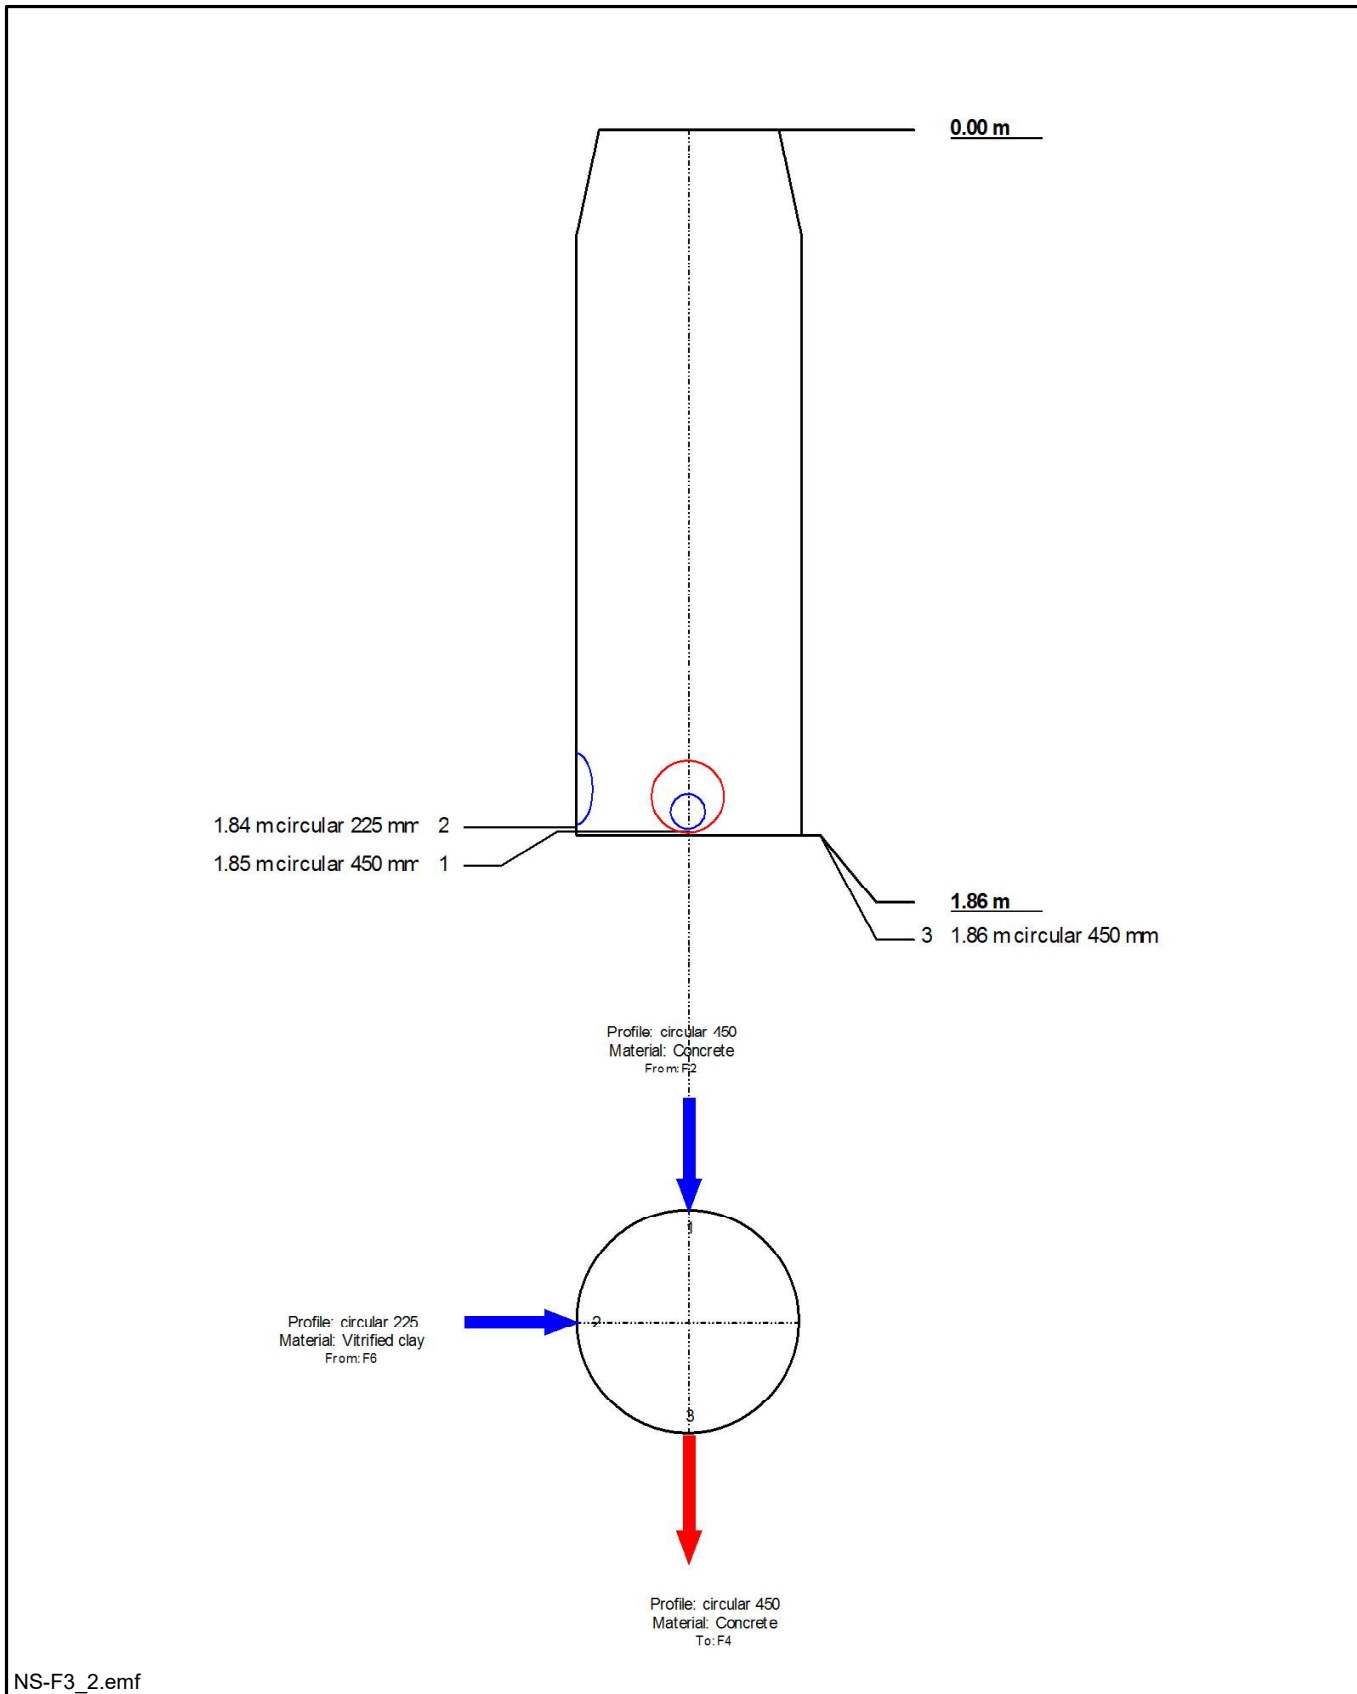 0.00 m
1.84 m circular 225 mm 2
1.85 m circular 450 mm 1
1.86 m
3 1.86 m circular 450 mm
Profile: circular 450
Material: Concrete
From: F2
1
Profile: circular 225
Material: Vitrified clay
From: F6
2
3
Profile: circular 450
Material: Concrete
To: F4
NS-F3_2.emf